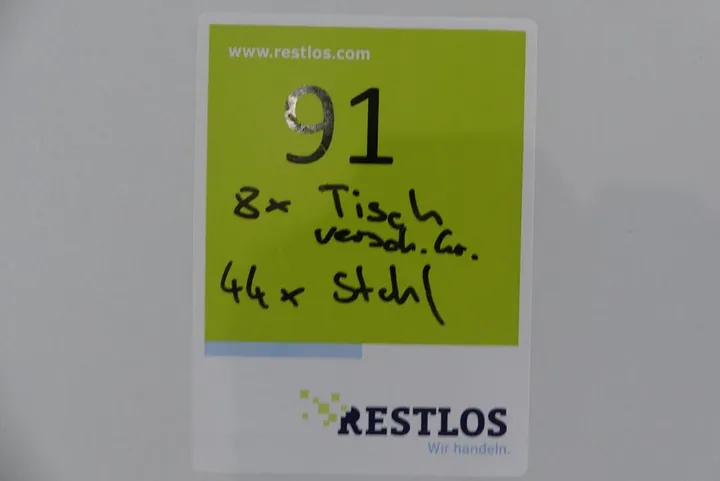 www.restlos.com
91
8x Tisch
versch. Gr.
44x Stuhl
RESTLOS
Wir handeln.